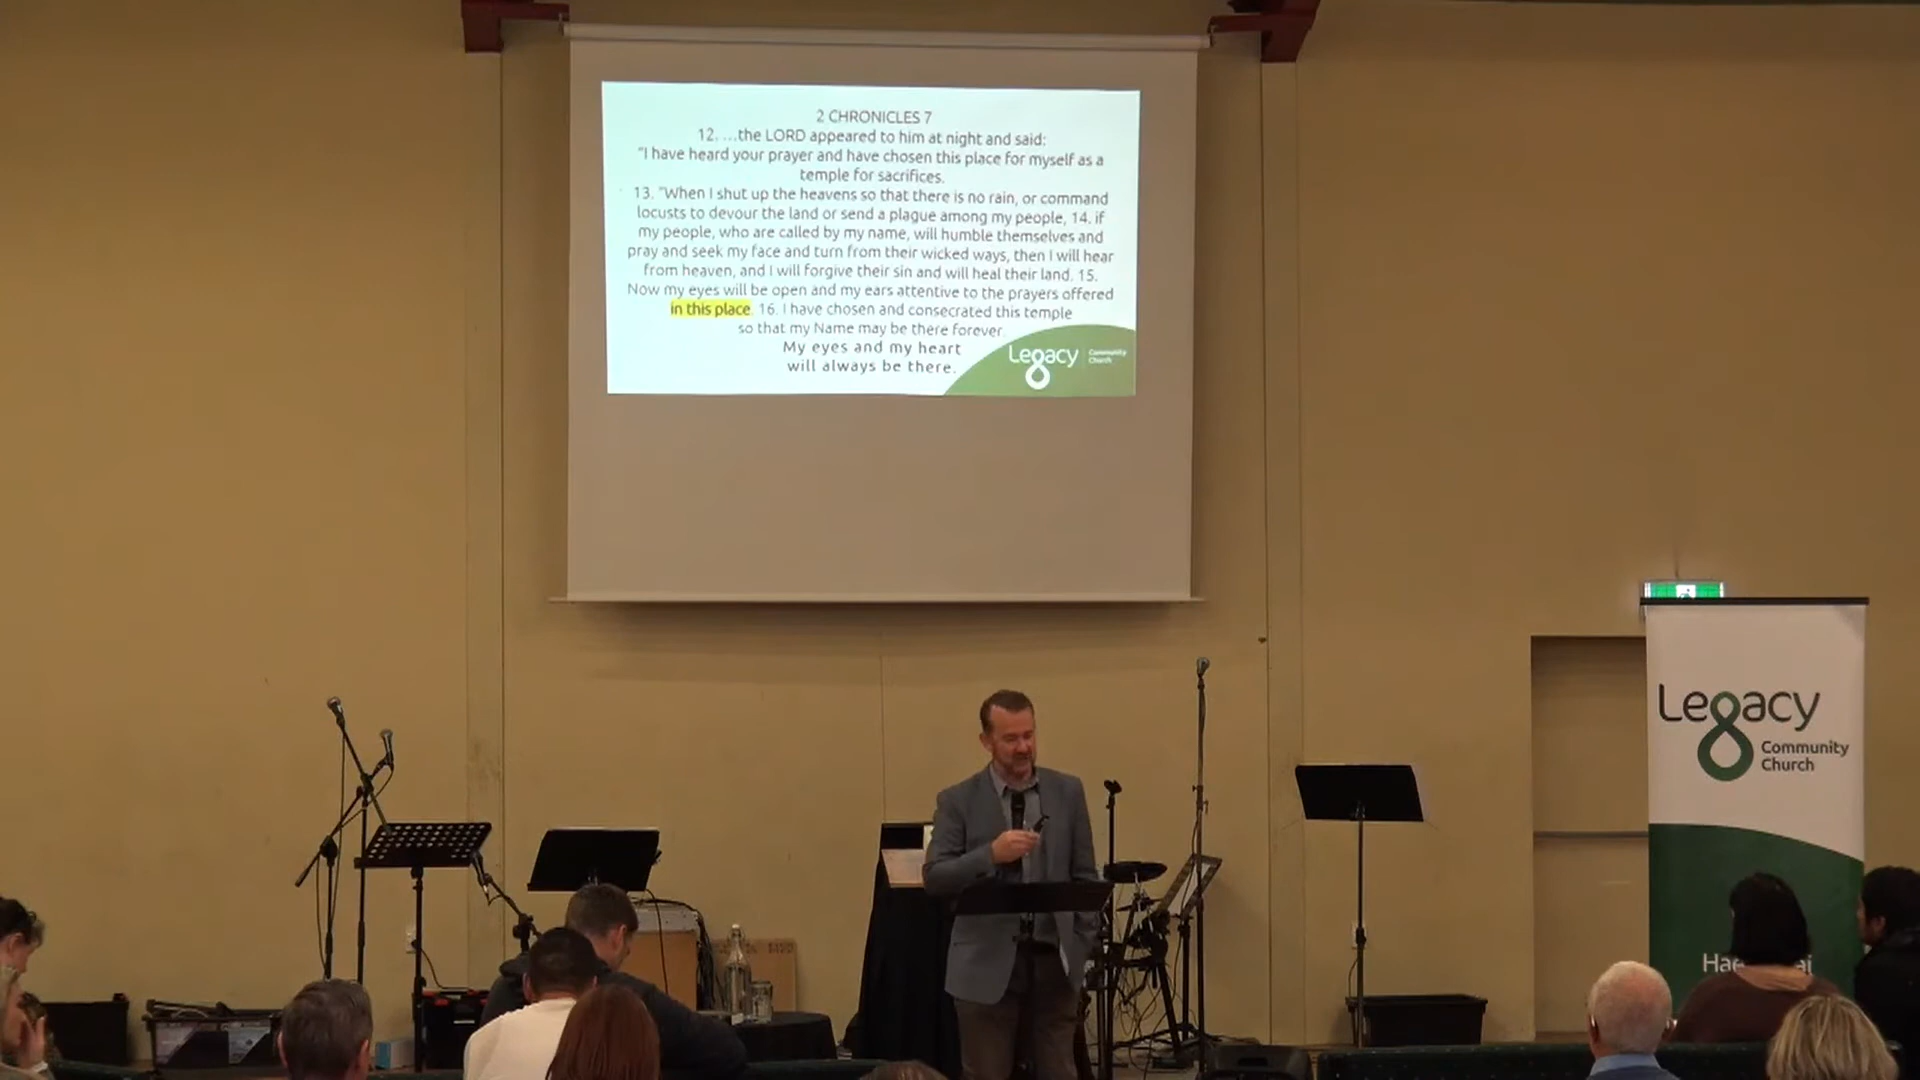 2 CHRONICLES 7
12. ...the LORD appeared to him at night and said:
"I have heard your prayer and have chosen this place for myself as a
temple for sacrifices.
13. "When I shut up the heavens so that there is no rain, or command
locusts to devour the land or send a plague among my people, 14. if
my people, who are called by my name, will humble themselves and
pray and seek my face and turn from their wicked ways, then I will hear
from heaven, and I will forgive their sin and will heal their land. 15.
Now my eyes will be open and my ears attentive to the prayers offered
in this place. 16. I have chosen and consecrated this temple
so that my Name may be there forever.
My eyes and my heart
will always be there.
Legacy
Community
Church
Legacy
Community
Church